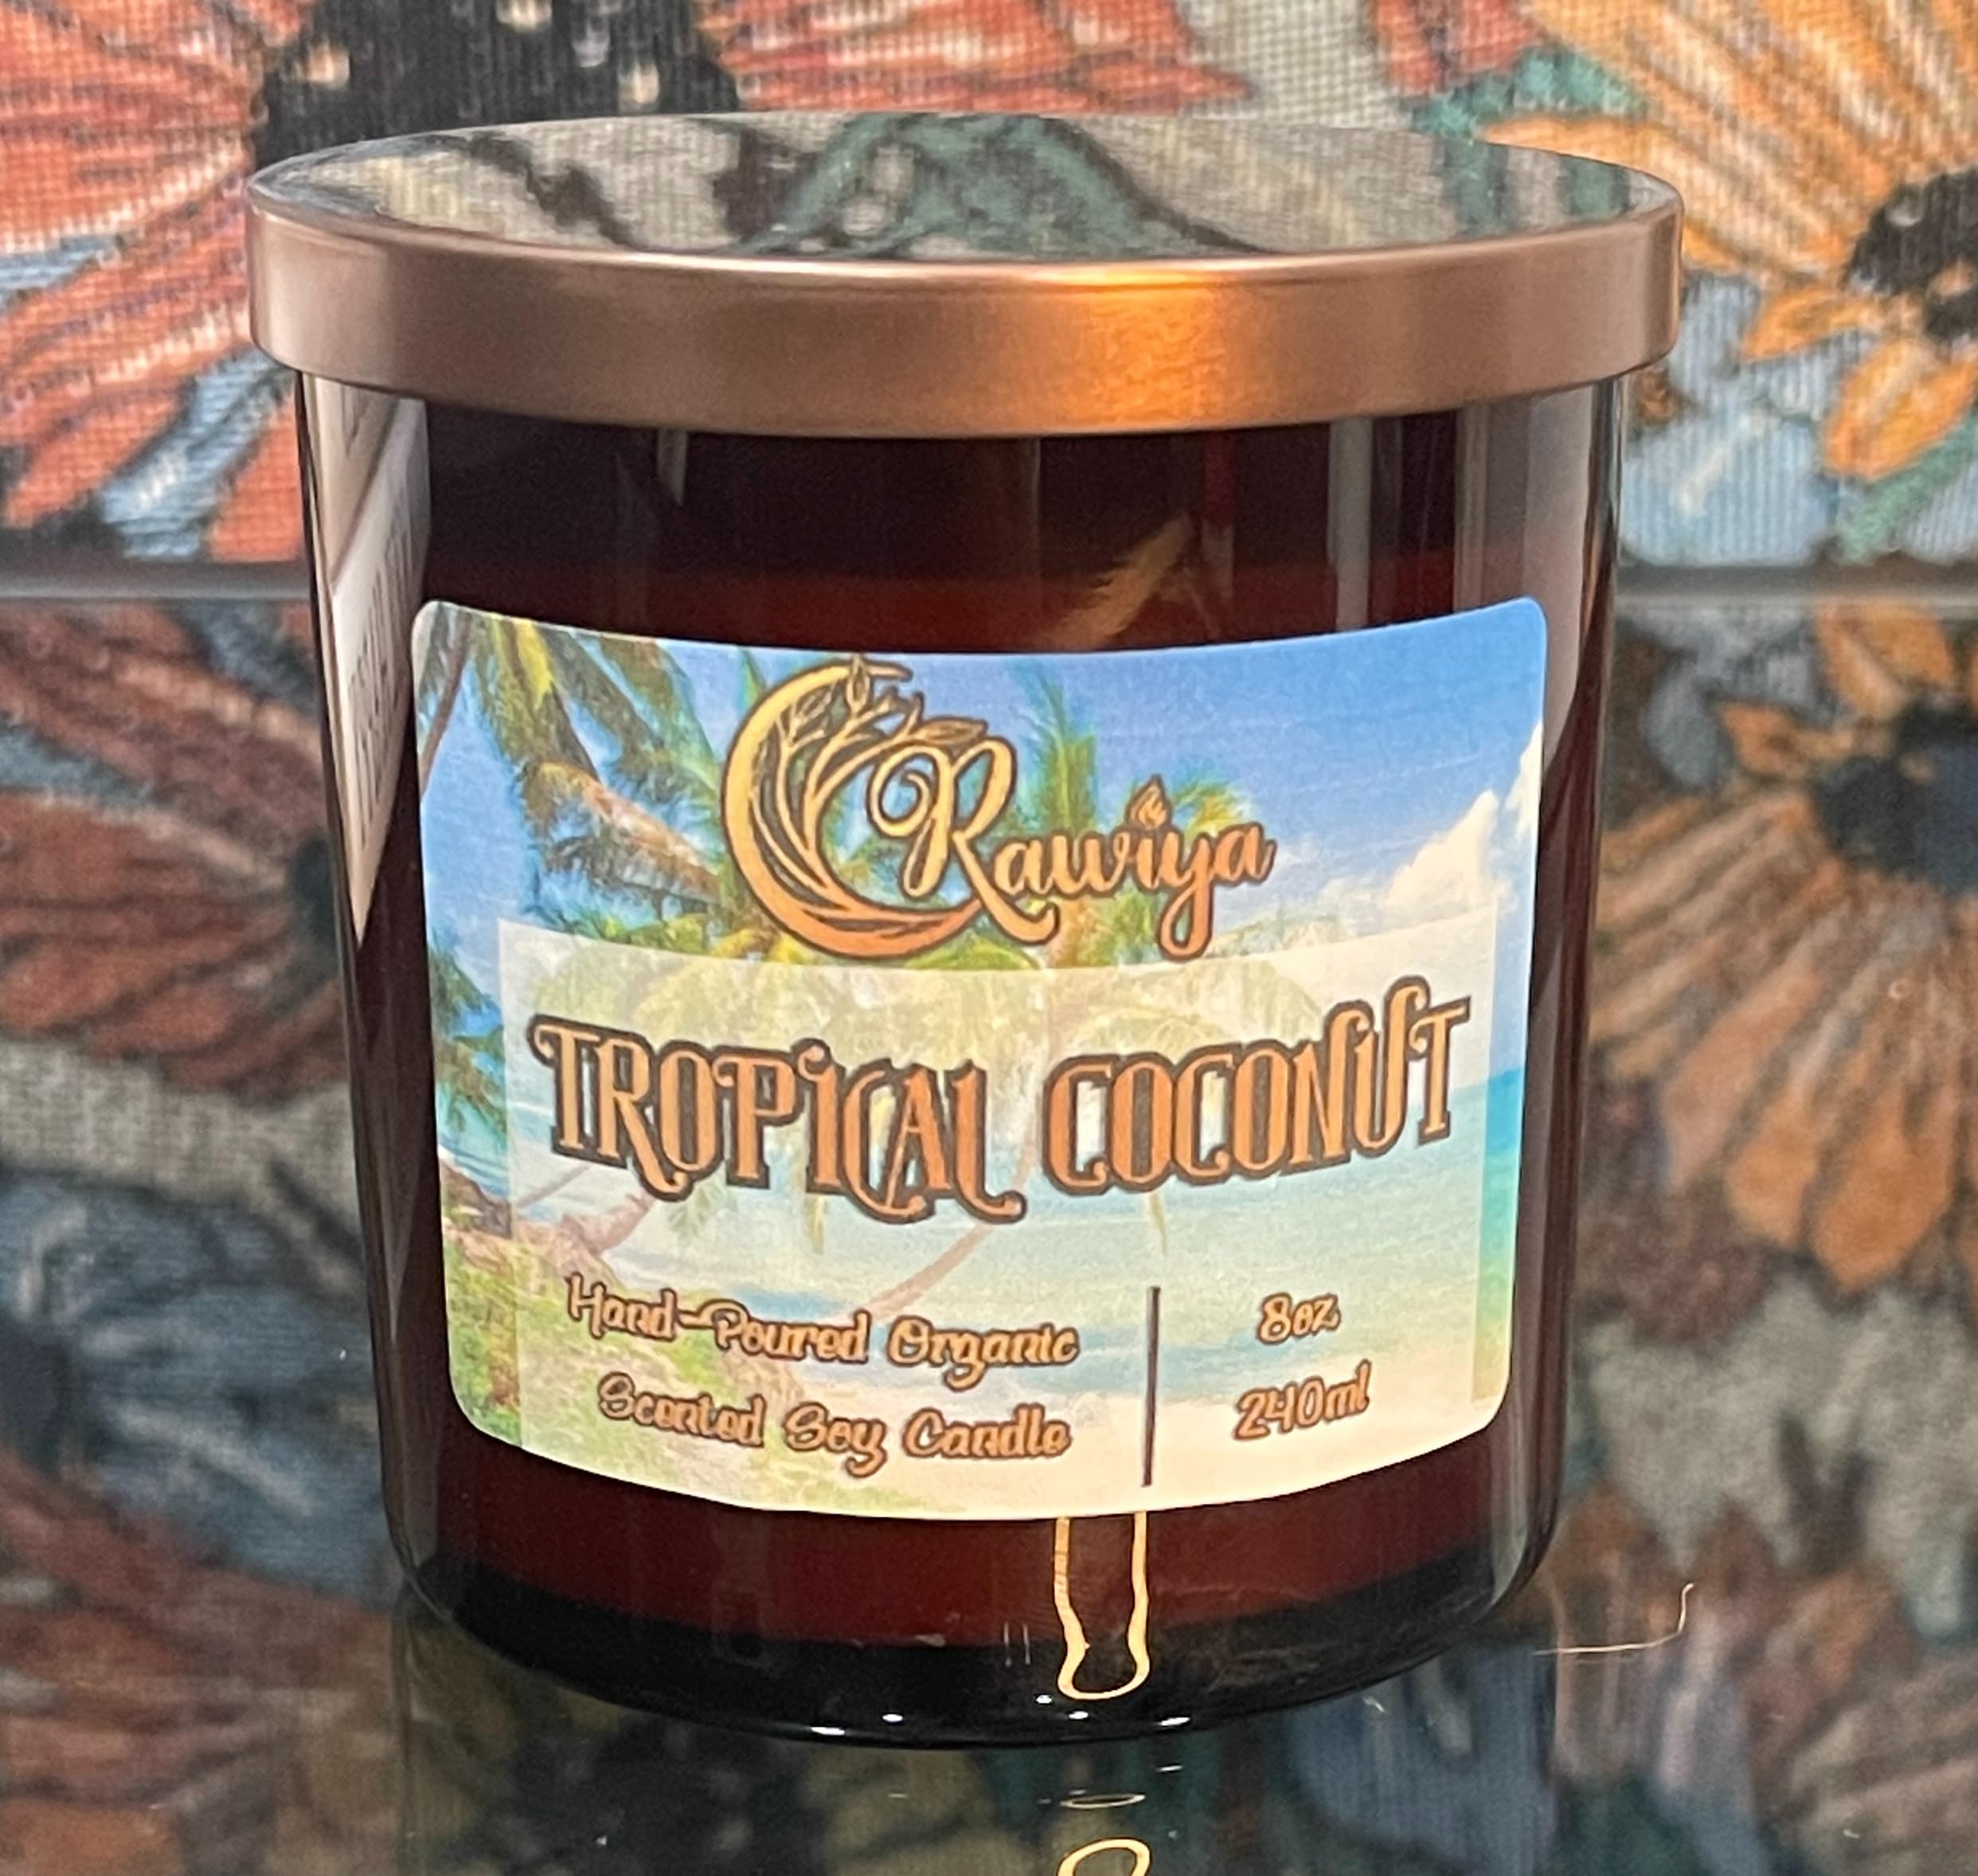 Rawiya
TROPICAL COCONUT
Hand-Poured Organic
Scented Soy Candle
8oz
240ml